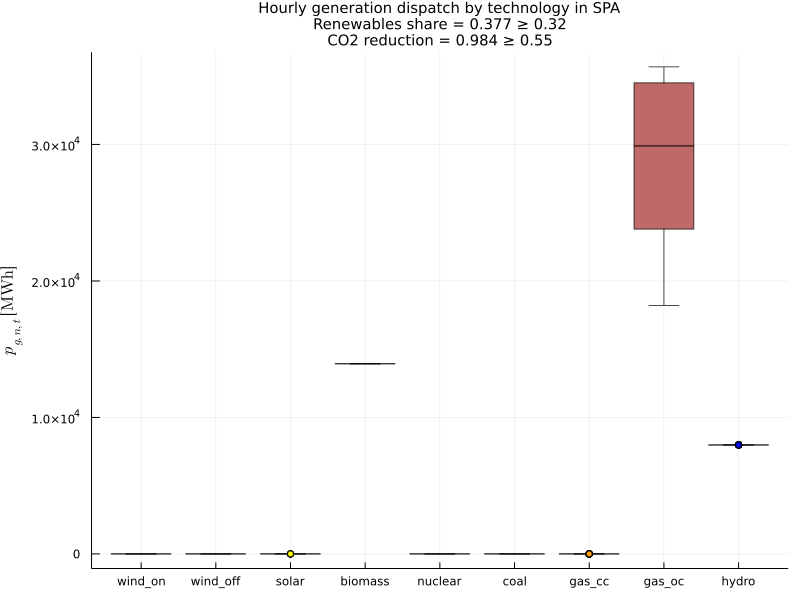 Hourly generation dispatch by technology in SPA
Renewables share = 0.377 ≥ 0.32
CO2 reduction = 0.984 ≥ 0.55
p_{g,n,t} [MWh]
3.0×10⁴
2.0×10⁴
1.0×10⁴
0
wind_on wind_off solar biomass nuclear coal gas_cc gas_oc hydro